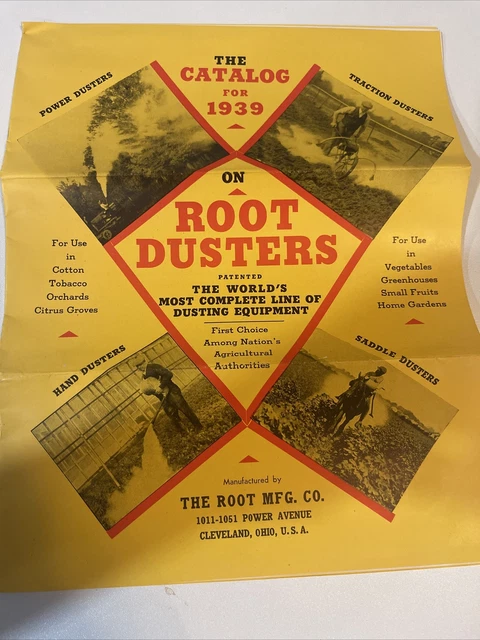 THE
CATALOG
FOR
1939
POWER DUSTERS
TRACTION DUSTERS
ON
ROOT
DUSTERS
PATENTED
THE WORLD'S
MOST COMPLETE LINE OF
DUSTING EQUIPMENT
First Choice
Among Nation's
Agricultural
Authorities
For Use
in
Cotton
Tobacco
Orchards
Citrus Groves
For Use
in
Vegetables
Greenhouses
Small Fruits
Home Gardens
HAND DUSTERS
SADDLE DUSTERS
Manufactured by
THE ROOT MFG. CO.
1011-1051 POWER AVENUE
CLEVELAND, OHIO, U.S.A.